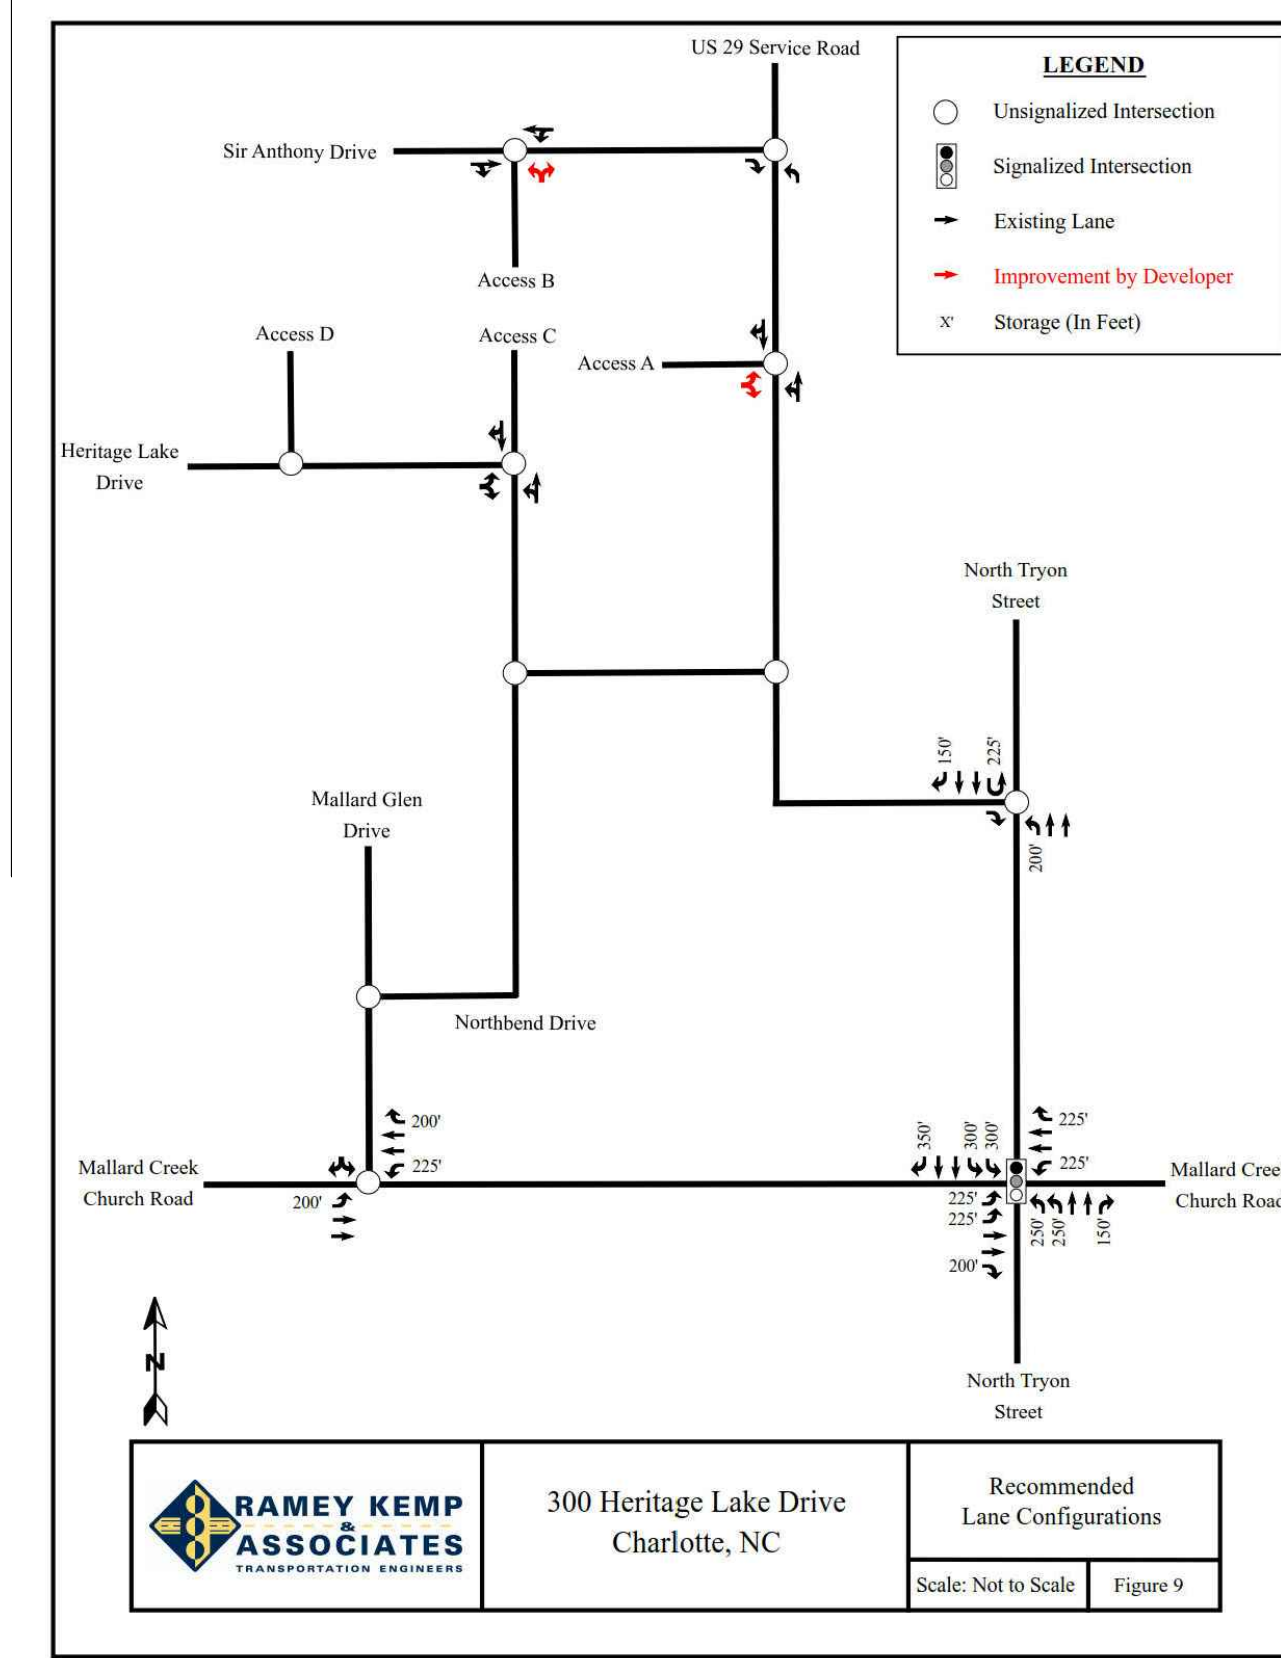 US 29 Service Road
LEGEND
Unsignalized Intersection
Signalized Intersection
Existing Lane
Improvement by Developer
X' Storage (In Feet)
Sir Anthony Drive
Access B
Access D
Access C
Access A
Heritage Lake
Drive
North Tryon
Street
150'
225'
200'
Mallard Glen
Drive
Northbend Drive
200'
225'
Mallard Creek
Church Road
200'
350'
300'
300'
225'
225'
Mallard Cree
Church Road
225'
225'
200'
250'
250'
150'
N
North Tryon
Street
RAMEY KEMP
&
ASSOCIATES
TRANSPORTATION ENGINEERS
300 Heritage Lake Drive
Charlotte, NC
Recommended
Lane Configurations
Scale: Not to Scale
Figure 9